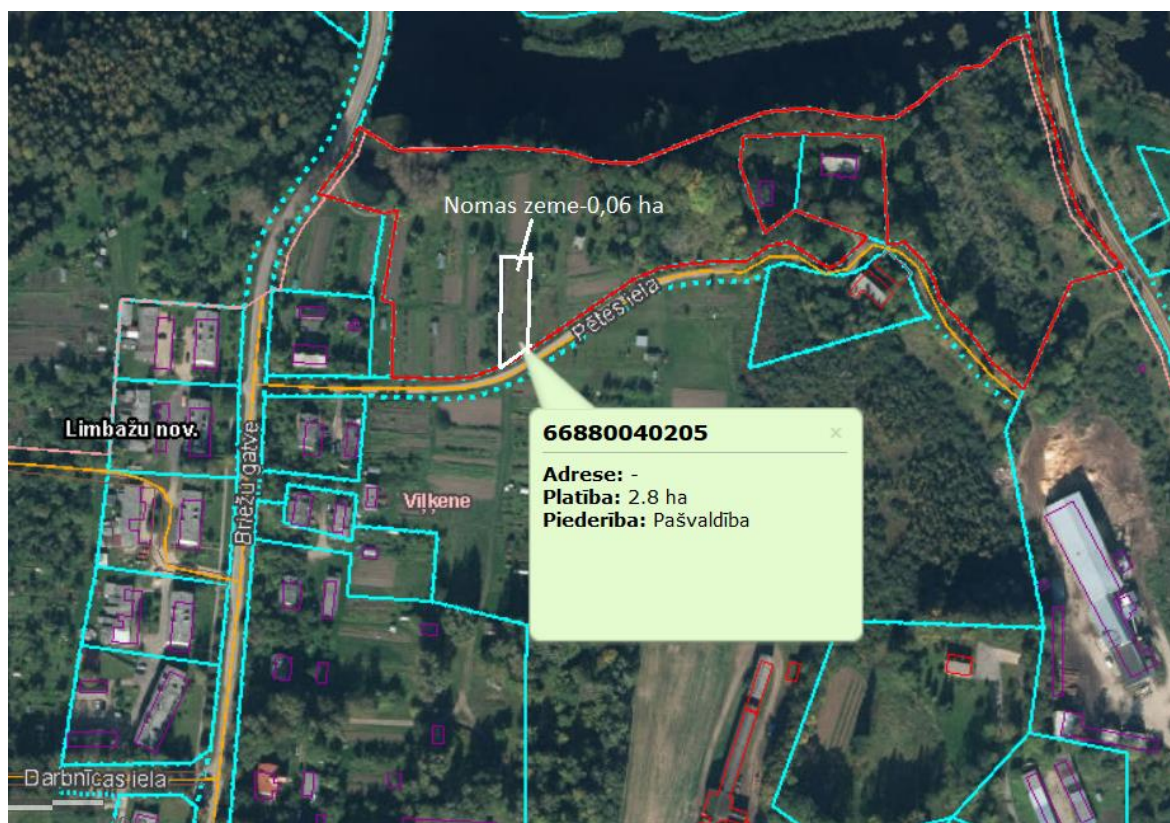 Nomas zeme-0,06 ha
Pētes iela
Limbažu nov.
Briežu gatve
Viļķene
66880040205
Adrese: -
Platība: 2.8 ha
Piederība: Pašvaldība
Darbnīcas iela